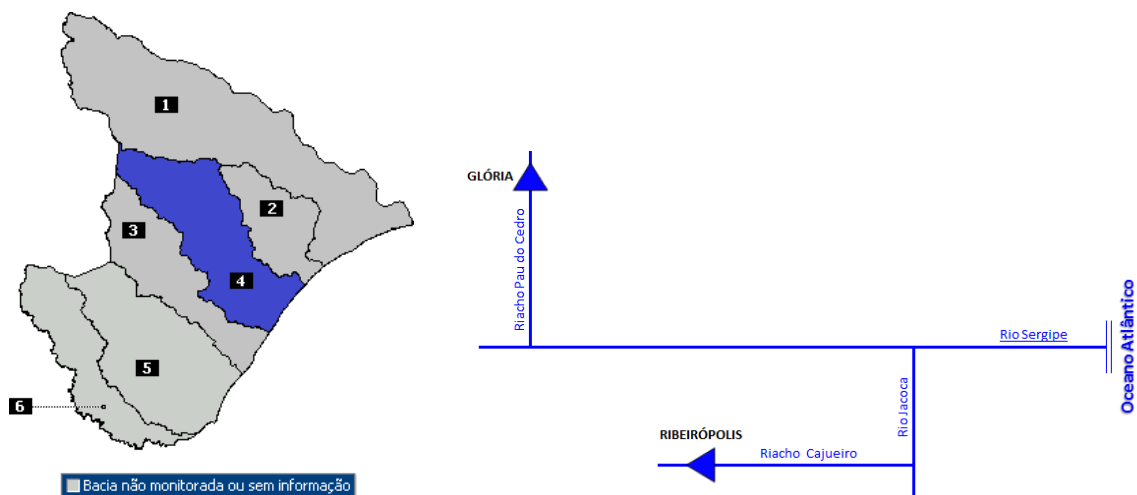 1
2
3
4
5
6
Bacia não monitorada ou sem informação
GLÓRIA
Riacho Pau do Cedro
Rio Sergipe
Oceano Atlântico
Rio Jacoca
RIBEIRÓPOLIS
Riacho Cajueiro